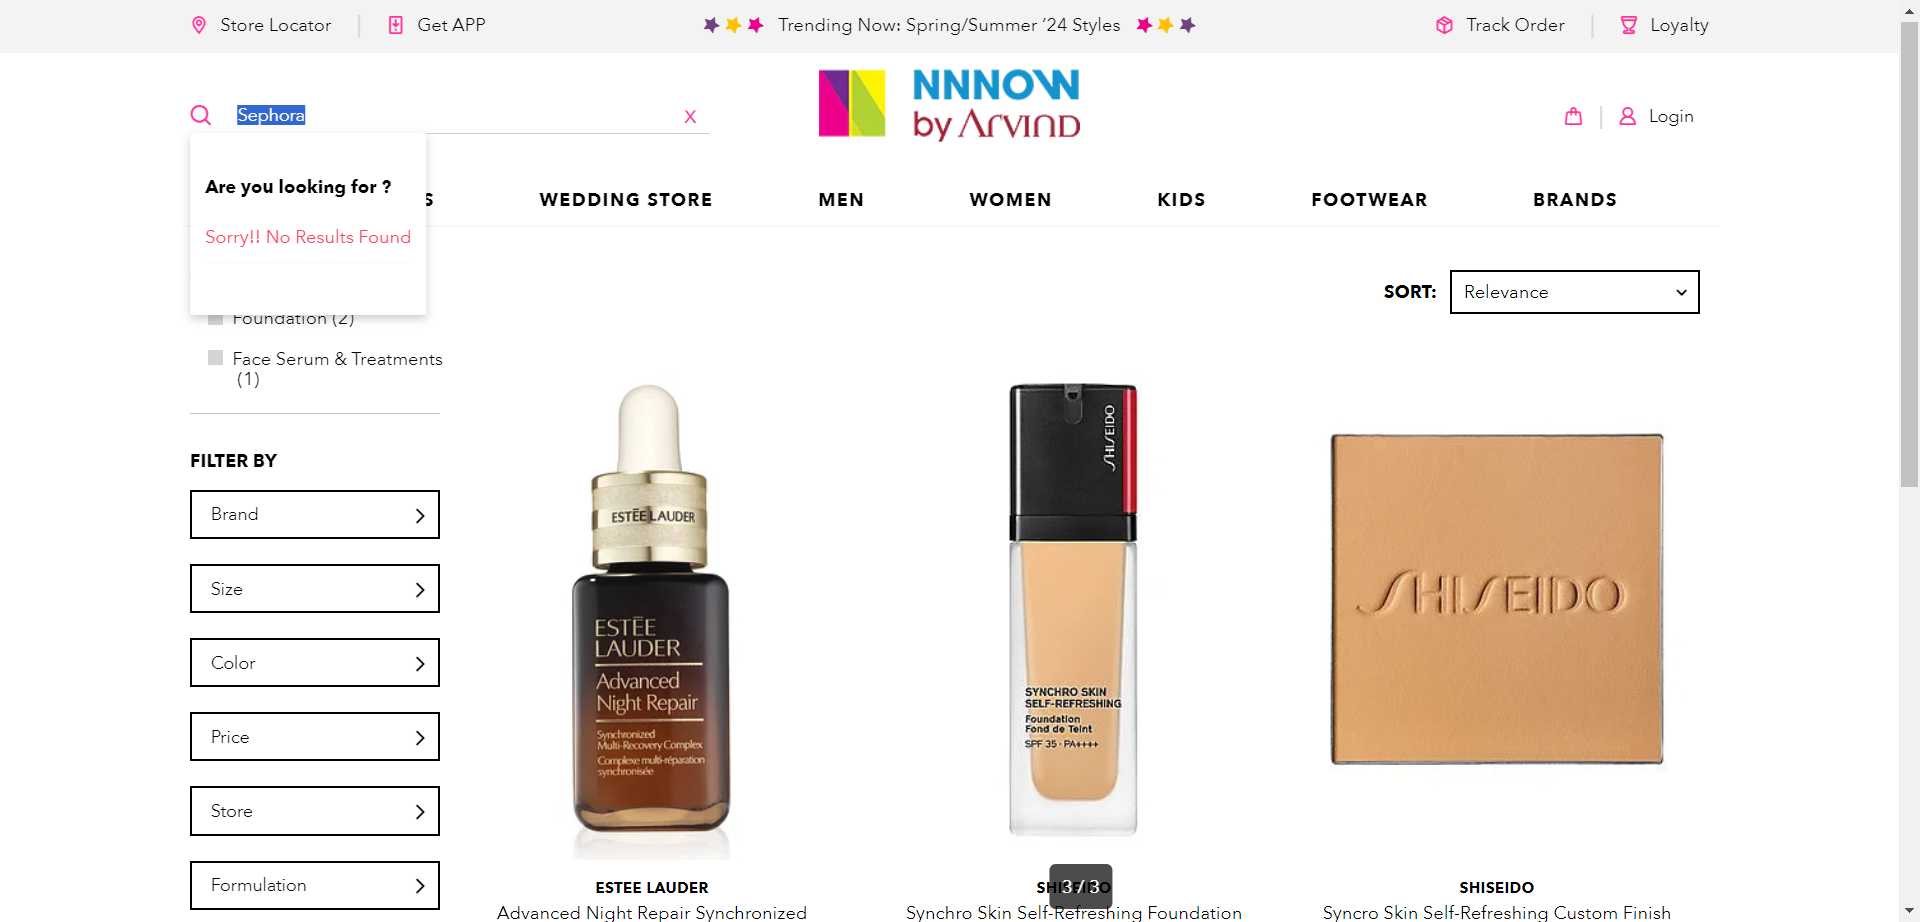 Store Locator
Get APP
Trending Now: Spring/Summer ’24 Styles
Track Order
Loyalty
Sephora
X
NNNOW
by Arvind
Login
Are you looking for ?
Sorry!! No Results Found
S
WEDDING STORE
MEN
WOMEN
KIDS
FOOTWEAR
BRANDS
SORT:
Relevance
Foundation (2)
Face Serum & Treatments
(1)
FILTER BY
Brand
Size
Color
Price
Store
Formulation
ESTĒE LAUDER
ESTĒE
LAUDER
Advanced
Night Repair
Synchronized
Multi-Recovery Complex
Complexe multi-réparation
synchronisée
ESTEE LAUDER
Advanced Night Repair Synchronized
SHISEIDO
SYNCHRO SKIN
SELF-REFRESHING
Foundation
Fond de Teint
SPF 35 · PA++++
SHISEIDO
3 / 3
Synchro Skin Self-Refreshing Foundation
SHISEIDO
SHISEIDO
Syncro Skin Self-Refreshing Custom Finish